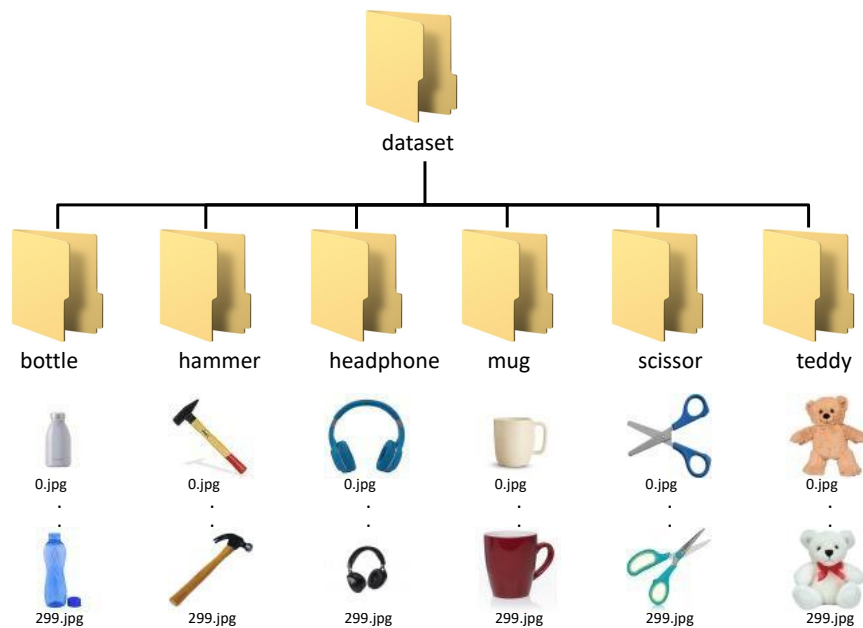 dataset
bottle hammer headphone mug scissor teddy
0.jpg 0.jpg 0.jpg 0.jpg 0.jpg 0.jpg
. . . . . .
. . . . . .
299.jpg 299.jpg 299.jpg 299.jpg 299.jpg 299.jpg